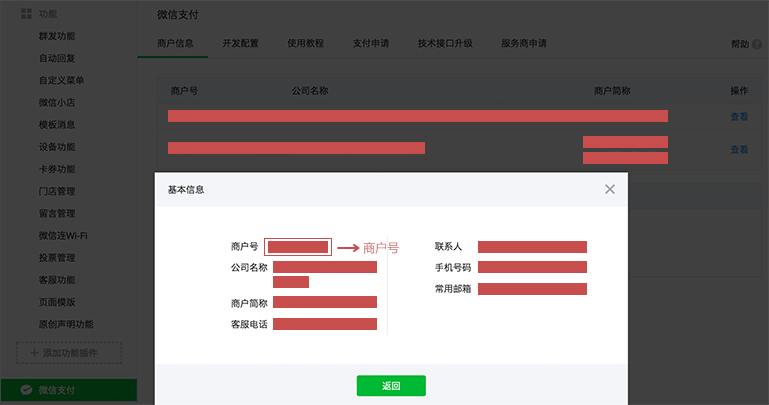 功能
群发功能
自动回复
自定义菜单
微信小店
模板消息
设备功能
卡券功能
门店管理
留言管理
微信连Wi-Fi
投票管理
客服功能
页面模版
原创声明功能
+ 添加功能插件
微信支付
微信支付
商户信息 开发配置 使用教程 支付申请 技术接口升级 服务商申请 帮助 ?
商户号 公司名称 商户简称 操作
查看
查看
基本信息
商户号 商户号
公司名称
商户简称
客服电话
联系人
手机号码
常用邮箱
返回